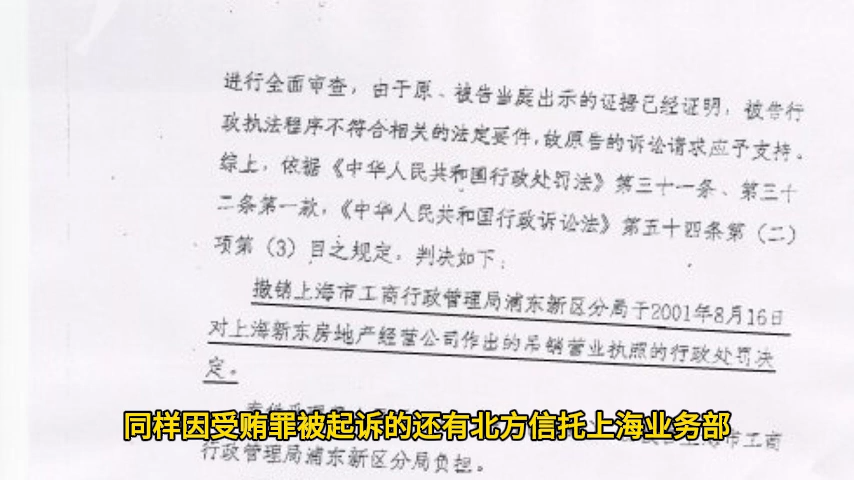 进行全面审查，由于原、被告当庭出示的证据已经证明，被告行
政执法程序不符合相关的法定要件，故原告的诉讼请求应予支持。
综上，依据《中华人民共和国行政处罚法》第三十一条、第三十
二条第一款，《中华人民共和国行政诉讼法》第五十四条第（二）
项第（3）目之规定，判决如下：
撤销上海市工商行政管理局浦东新区分局于2001年8月16日
对上海新东房地产经营公司作出的吊销营业执照的行政处罚决
定。
同样因受贿罪被起诉的还有北方信托上海业务部
市工商
行政管理局浦东新区分局负担。